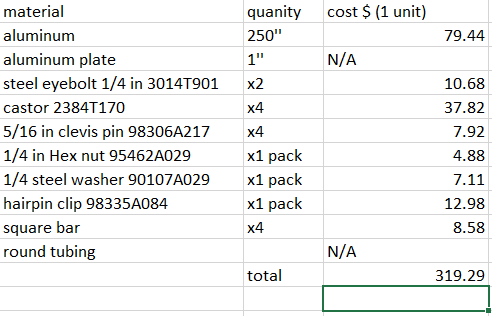 material quanity cost $ (1 unit)
aluminum 250" 79.44
aluminum plate 1" N/A
steel eyebolt 1/4 in 3014T901 x2 10.68
castor 2384T170 x4 37.82
5/16 in clevis pin 98306A217 x4 7.92
1/4 in Hex nut 95462A029 x1 pack 4.88
1/4 steel washer 90107A029 x1 pack 7.11
hairpin clip 98335A084 x1 pack 12.98
square bar x4 8.58
round tubing N/A
total 319.29